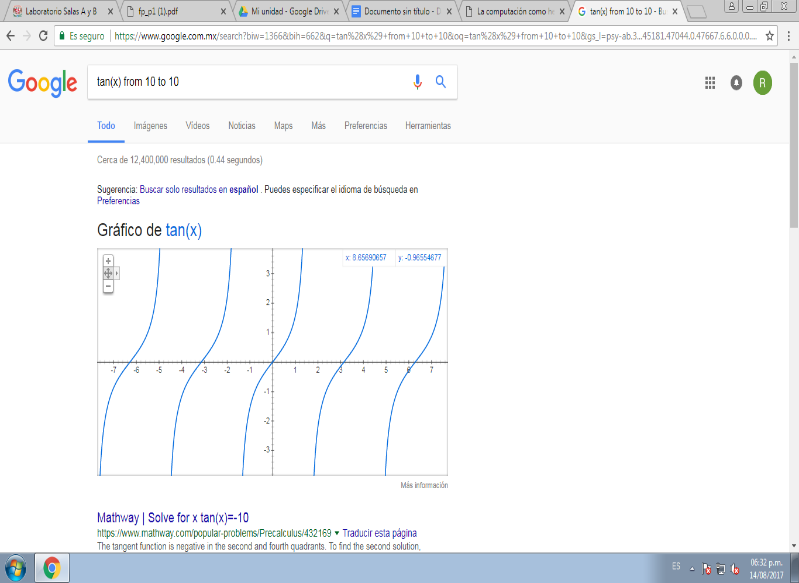 Laboratorio Salas A y B
fp_p1 (1).pdf
Mi unidad - Google Drive
Documento sin título - D
La computación como he
tan(x) from 10 to 10 - Bu
Es seguro
https://www.google.com.mx/search?biw=1366&bih=662&q=tan%28x%29+from+10+to+10&oq=tan%28x%29+from+10+to+10&gs_l=psy-ab.3...45181.47044.0.47667.6.6.0.0.0....
Google
tan(x) from 10 to 10
R
Todo
Imágenes
Vídeos
Noticias
Maps
Más
Preferencias
Herramientas
Cerca de 12,400,000 resultados (0.44 segundos)
Sugerencia: Buscar solo resultados en español . Puedes especificar el idioma de búsqueda en
Preferencias
Gráfico de tan(x)
x: 8.65690657 y: -0.96554677
3
2
1
-7 -6 -5 -4 -3 -2 -1 1 2 3 4 5 6 7
-1
-2
-3
Más información
Mathway | Solve for x tan(x)=-10
https://www.mathway.com/popular-problems/Precalculus/432169 Traducir esta página
The tangent function is negative in the second and fourth quadrants. To find the second solution,
ES
06:32 p.m.
14/08/2017